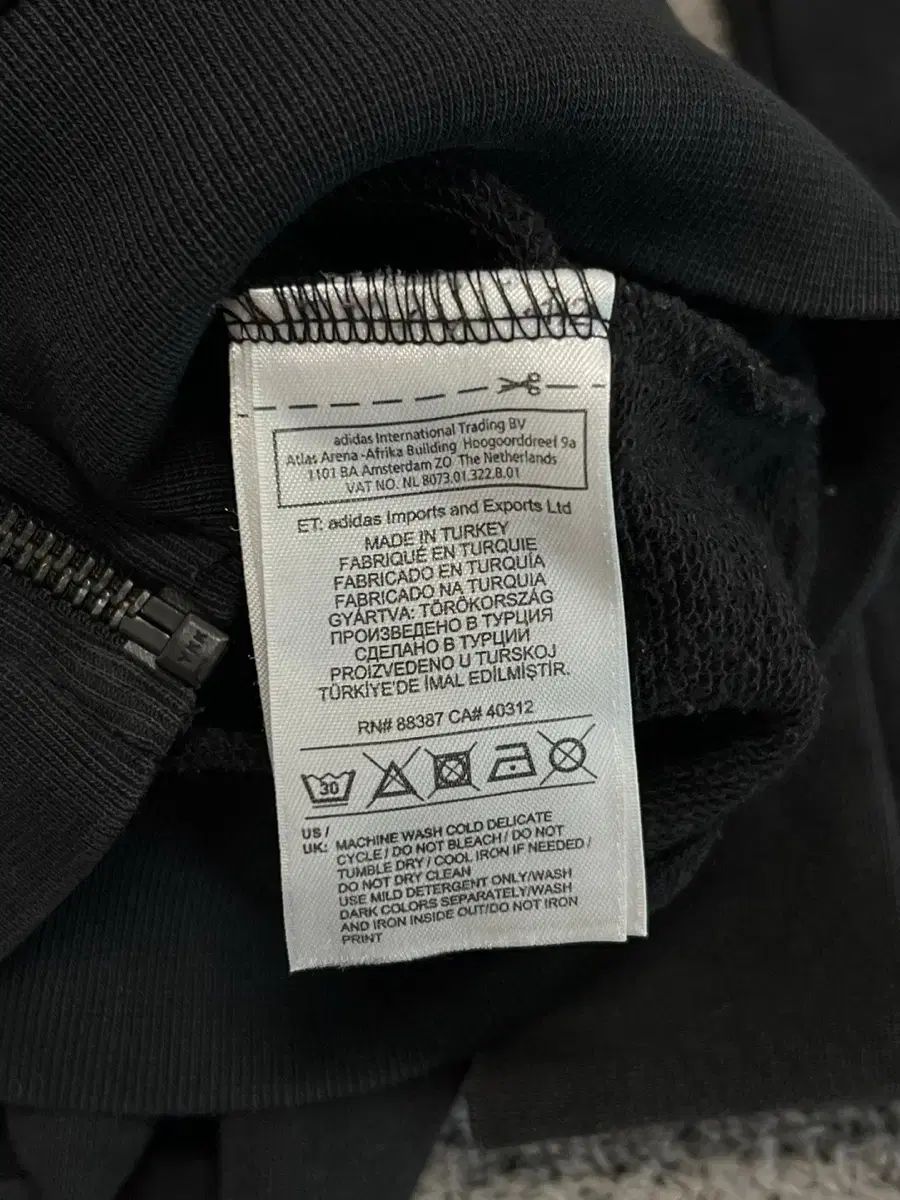 adidas International Trading BV
Atlas Arena -Afrika Building Hoogoorddreef 9a
1101 BA Amsterdam ZO The Netherlands
VAT NO. NL 8073.01.322.B.01
ET: adidas Imports and Exports Ltd
MADE IN TURKEY
FABRIQUÉ EN TURQUIE
FABRICADO EN TURQUÍA
FABRICADO NA TURQUIA
GYÁRTVA: TÖRÖKORSZÁG
ПРОИЗВЕДЕНО В ТУРЦИЯ
СДЕЛАНО В ТУРЦИИ
PROIZVEDENO U TURSKOJ
TÜRKİYE'DE İMAL EDİLMİŞTİR.
RN# 88387 CA# 40312
30
US /
UK: MACHINE WASH COLD DELICATE
CYCLE / DO NOT BLEACH / DO NOT
TUMBLE DRY / COOL IRON IF NEEDED /
DO NOT DRY CLEAN
USE MILD DETERGENT ONLY/WASH
DARK COLORS SEPARATELY/WASH
AND IRON INSIDE OUT/DO NOT IRON
PRINT
YKK